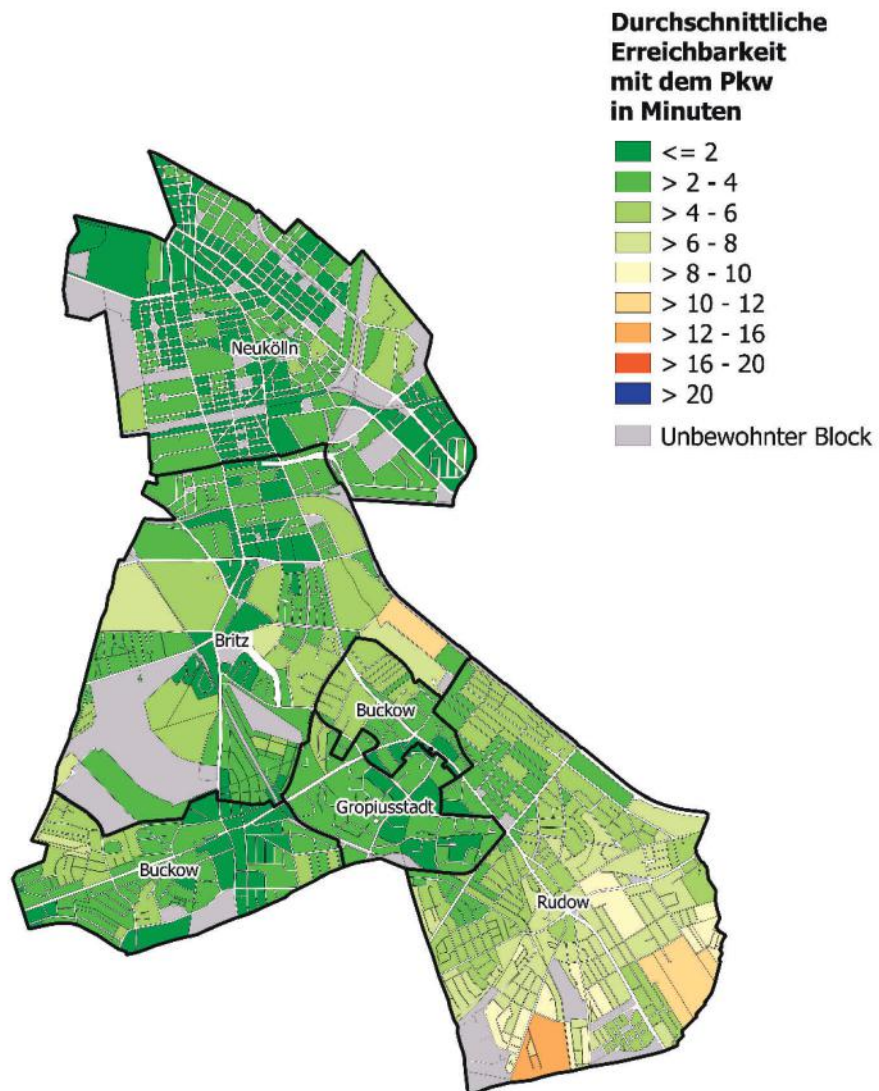 Durchschnittliche
Erreichbarkeit
mit dem Pkw
in Minuten
<= 2
> 2 - 4
> 4 - 6
> 6 - 8
> 8 - 10
> 10 - 12
> 12 - 16
> 16 - 20
> 20
Unbewohnter Block
Neukölln
Britz
Buckow
Gropiusstadt
Buckow
Rudow